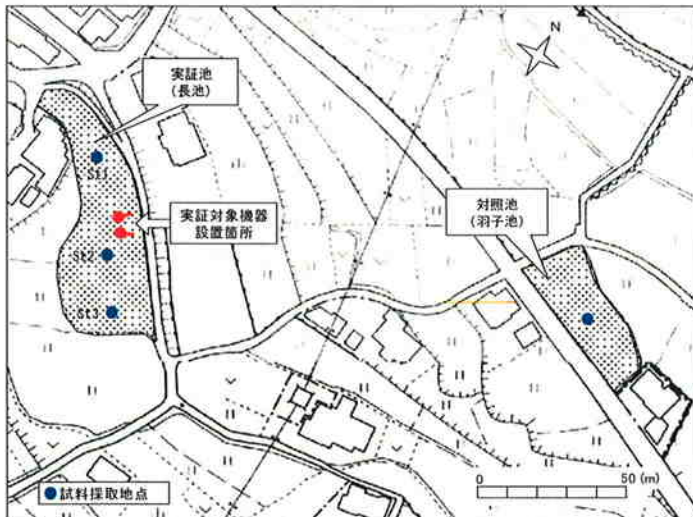 N
実証池
(長池)
St1
実証対象機器
設置箇所
対照池
(羽子池)
St2
St3
0 50 (m)
試料採取地点